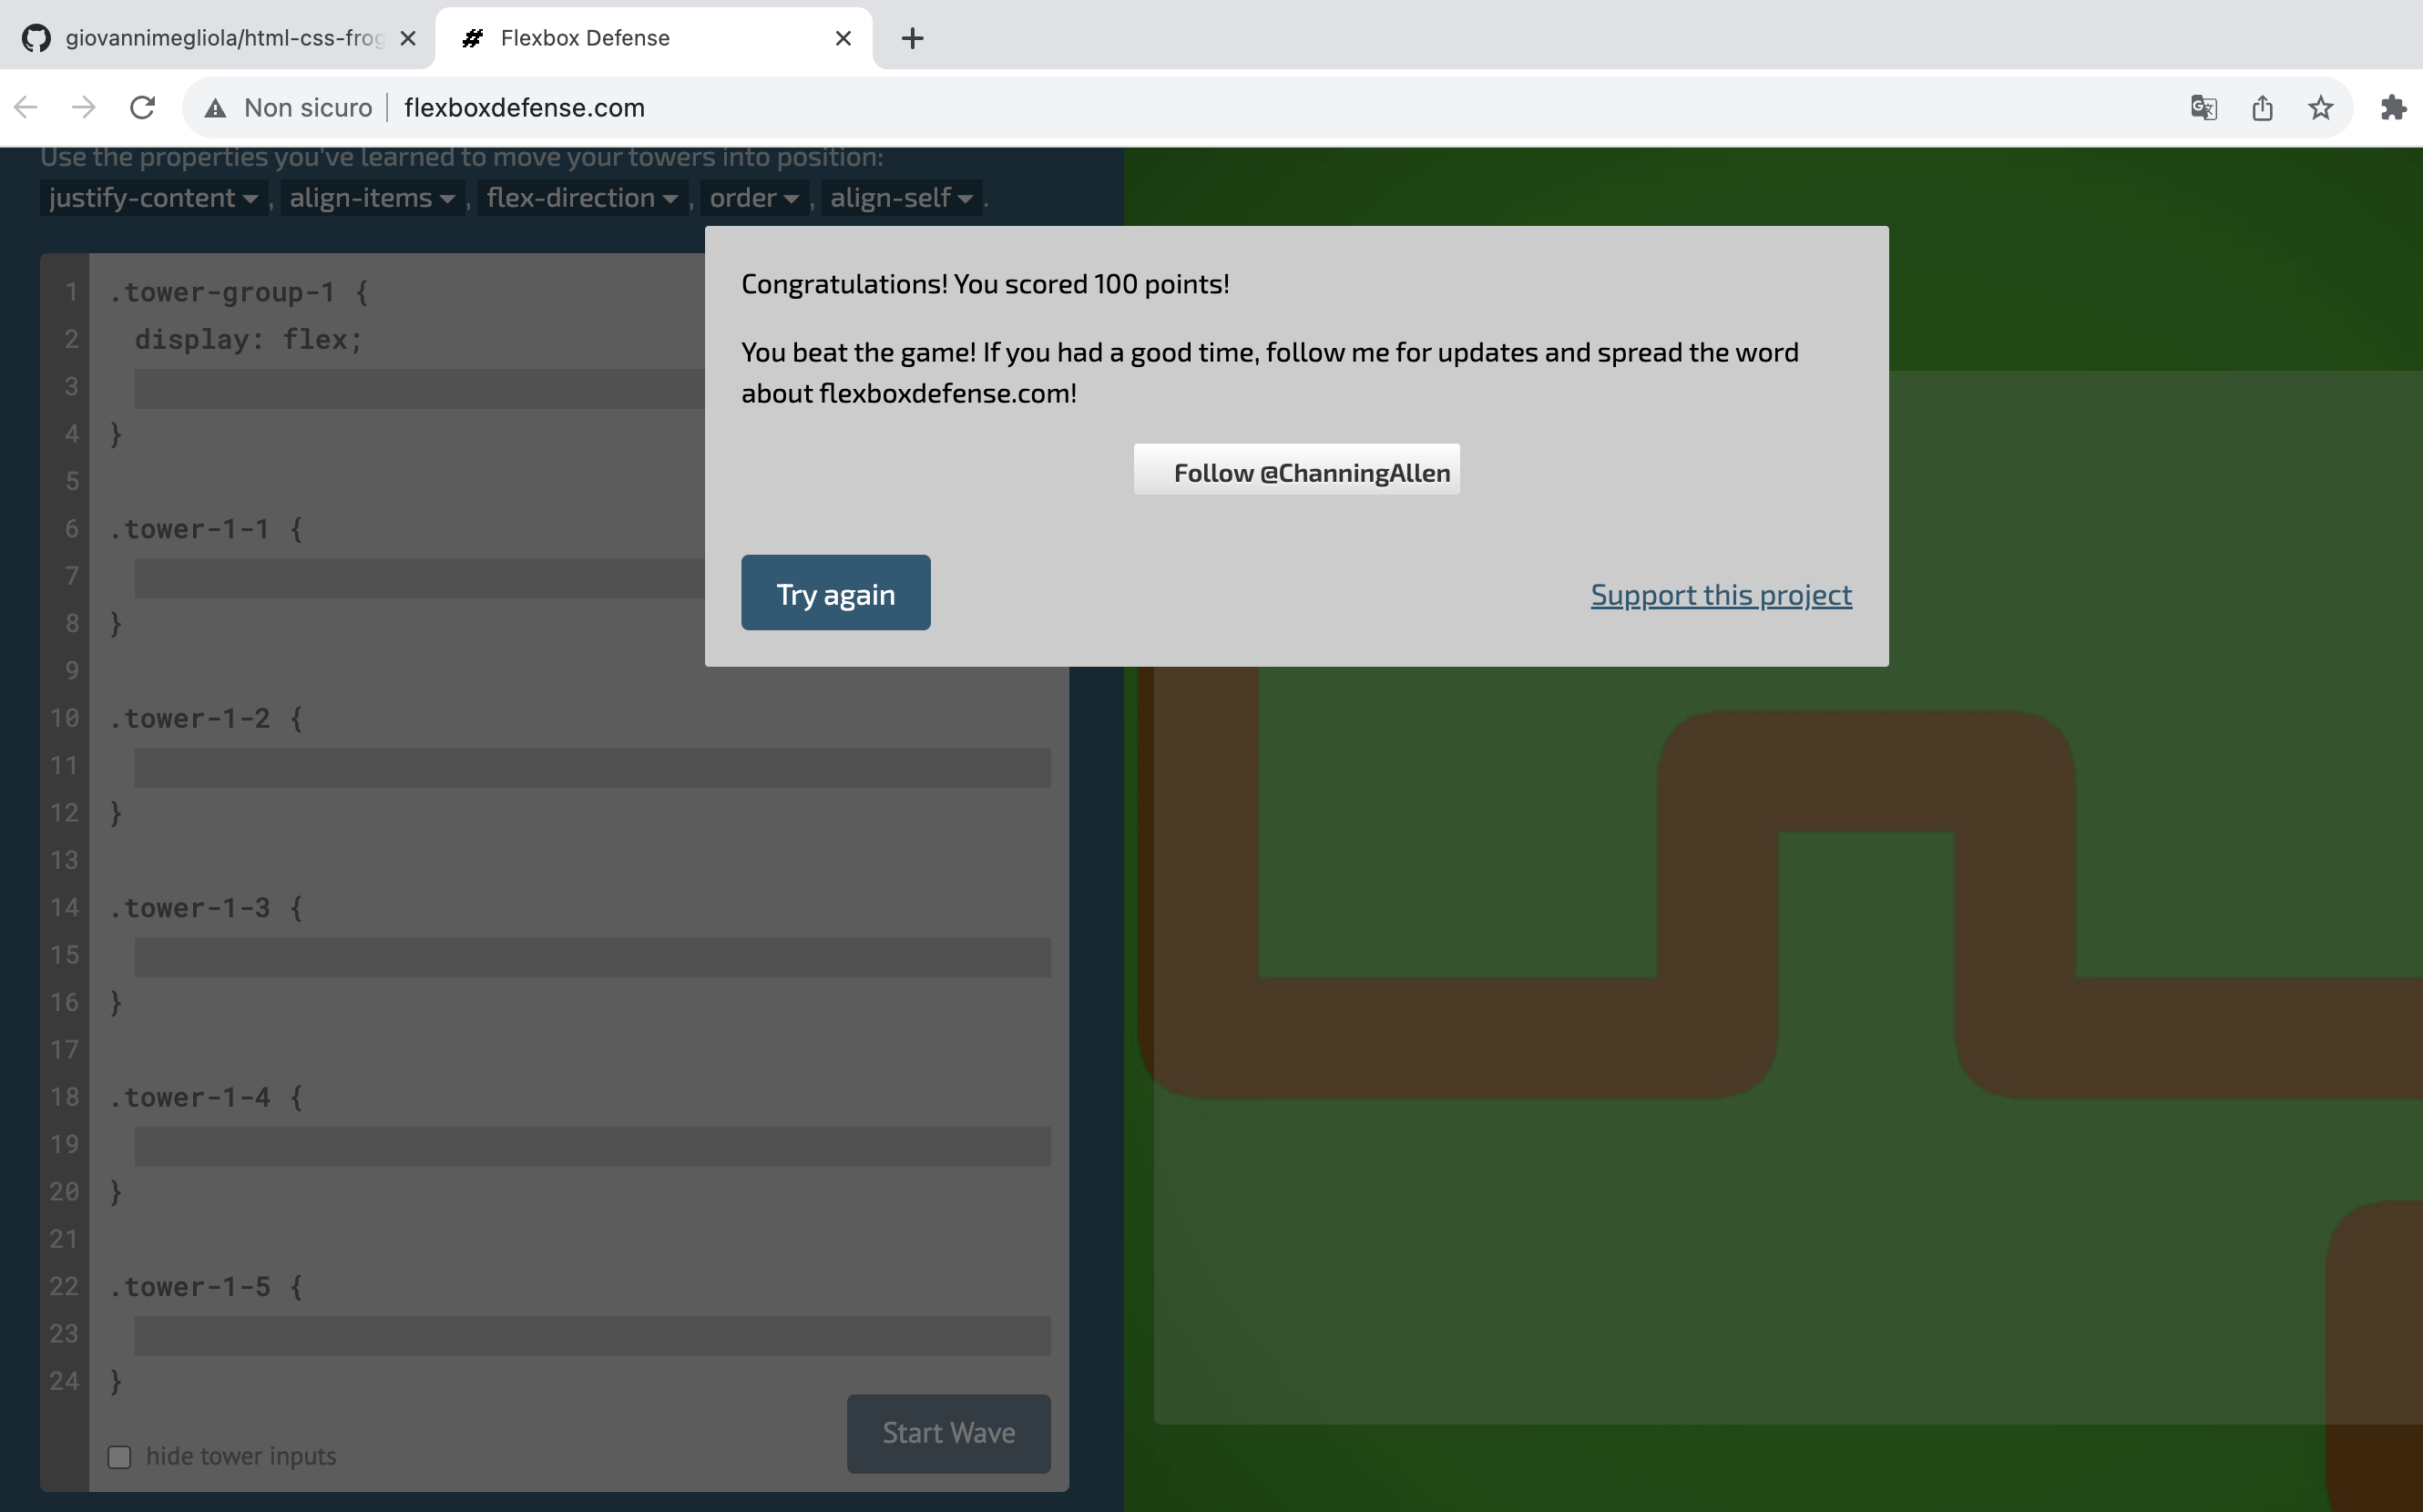 giovannimegliola/html-css-frog
Flexbox Defense
Non sicuro
flexboxdefense.com
Use the properties you've learned to move your towers into position:
justify-content, align-items, flex-direction, order, align-self.
1 .tower-group-1 {
2 display: flex;
3
4 }
5
6 .tower-1-1 {
7
8 }
9
10 .tower-1-2 {
11
12 }
13
14 .tower-1-3 {
15
16 }
17
18 .tower-1-4 {
19
20 }
21
22 .tower-1-5 {
23
24 }
hide tower inputs
Start Wave
Congratulations! You scored 100 points!
You beat the game! If you had a good time, follow me for updates and spread the word
about flexboxdefense.com!
Follow @ChanningAllen
Try again
Support this project